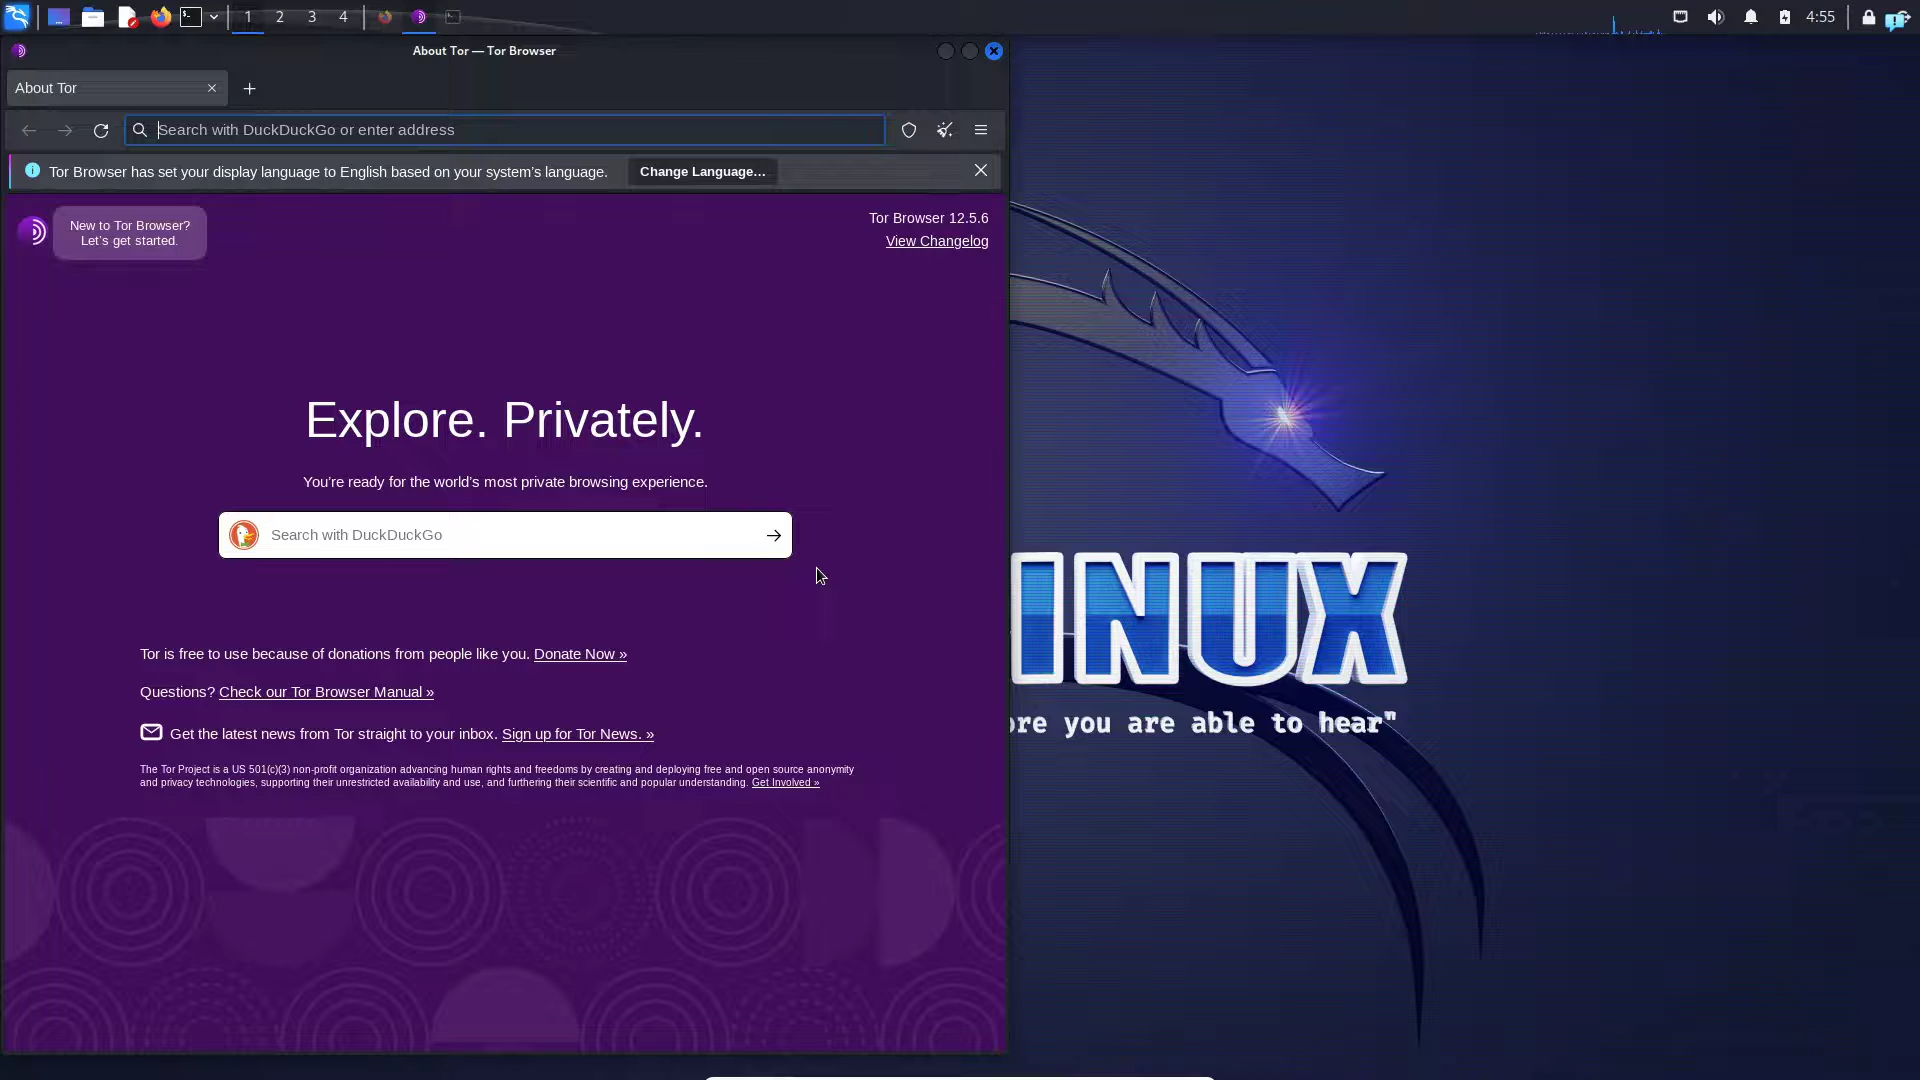 1 2 3 4
4:55
About Tor — Tor Browser
About Tor
Search with DuckDuckGo or enter address
Tor Browser has set your display language to English based on your system's language.
Change Language...
New to Tor Browser?
Let's get started.
Tor Browser 12.5.6
View Changelog
Explore. Privately.
You're ready for the world's most private browsing experience.
Search with DuckDuckGo
INUX
ore you are able to hear"
Tor is free to use because of donations from people like you. Donate Now »
Questions? Check our Tor Browser Manual »
Get the latest news from Tor straight to your inbox. Sign up for Tor News. »
The Tor Project is a US 501(c)(3) non-profit organization advancing human rights and freedoms by creating and deploying free and open source anonymity
and privacy technologies, supporting their unrestricted availability and use, and furthering their scientific and popular understanding. Get Involved »